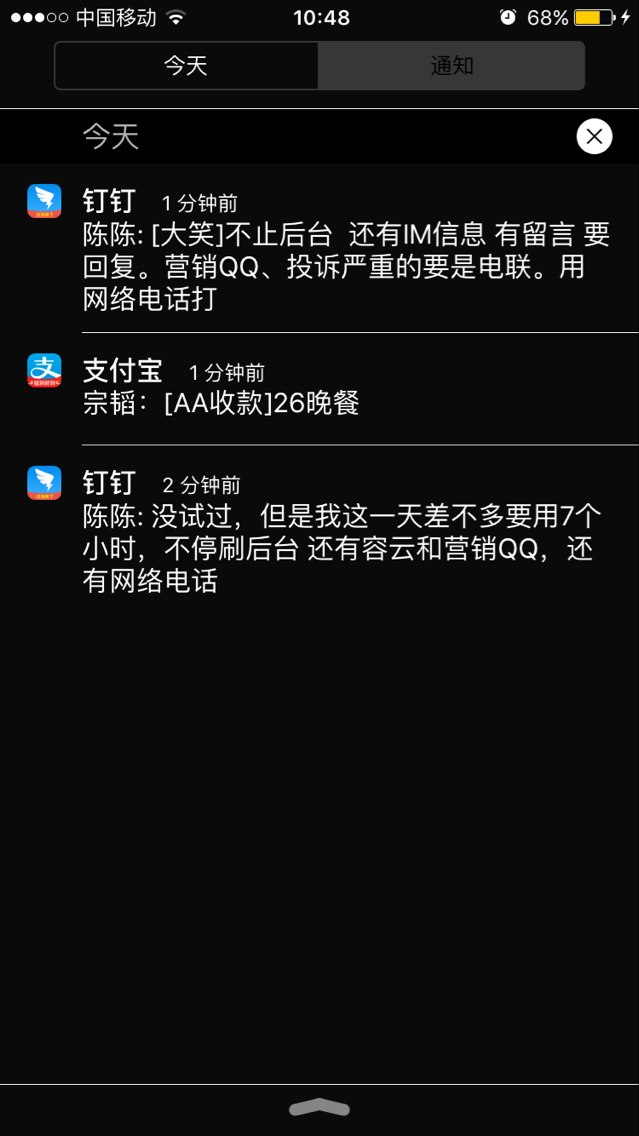 中国移动 10:48 68%
今天 通知
今天
钉钉 1 分钟前
陈陈: [大笑]不止后台 还有IM信息 有留言 要
回复。营销QQ、投诉严重的要是电联。用
网络电话打
支付宝 1 分钟前
宗韬：[AA收款]26晚餐
钉钉 2 分钟前
陈陈: 没试过，但是我这一天差不多要用7个
小时，不停刷后台 还有容云和营销QQ，还
有网络电话